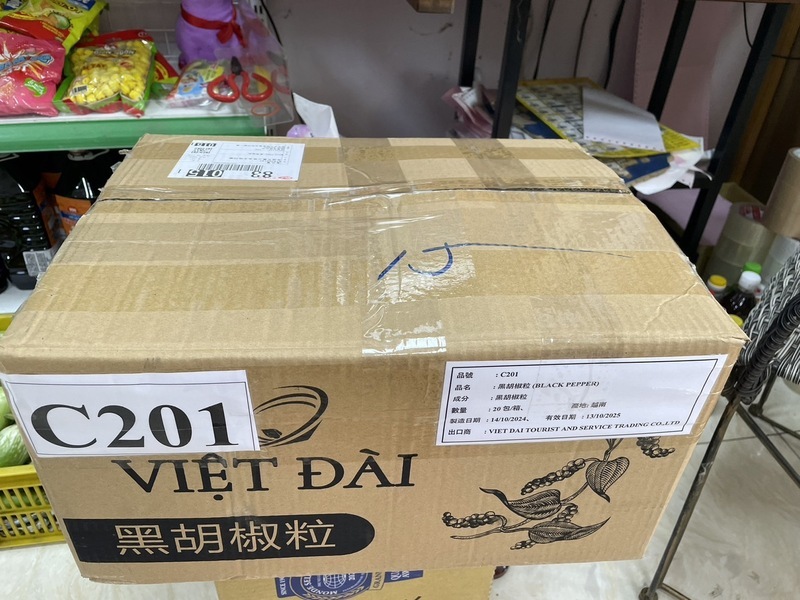 015
83
C201
VIỆT ĐÀI
黑胡椒粒
品號 : C201
品名 : 黑胡椒粒 (BLACK PEPPER)
成分 : 黑胡椒粒
數量 : 20 包/箱、 產地: 越南
製造日期 : 14/10/2024、 有效日期 : 13/10/2025
出口商 : VIET DAI TOURIST AND SERVICE TRADING CO.,LTD